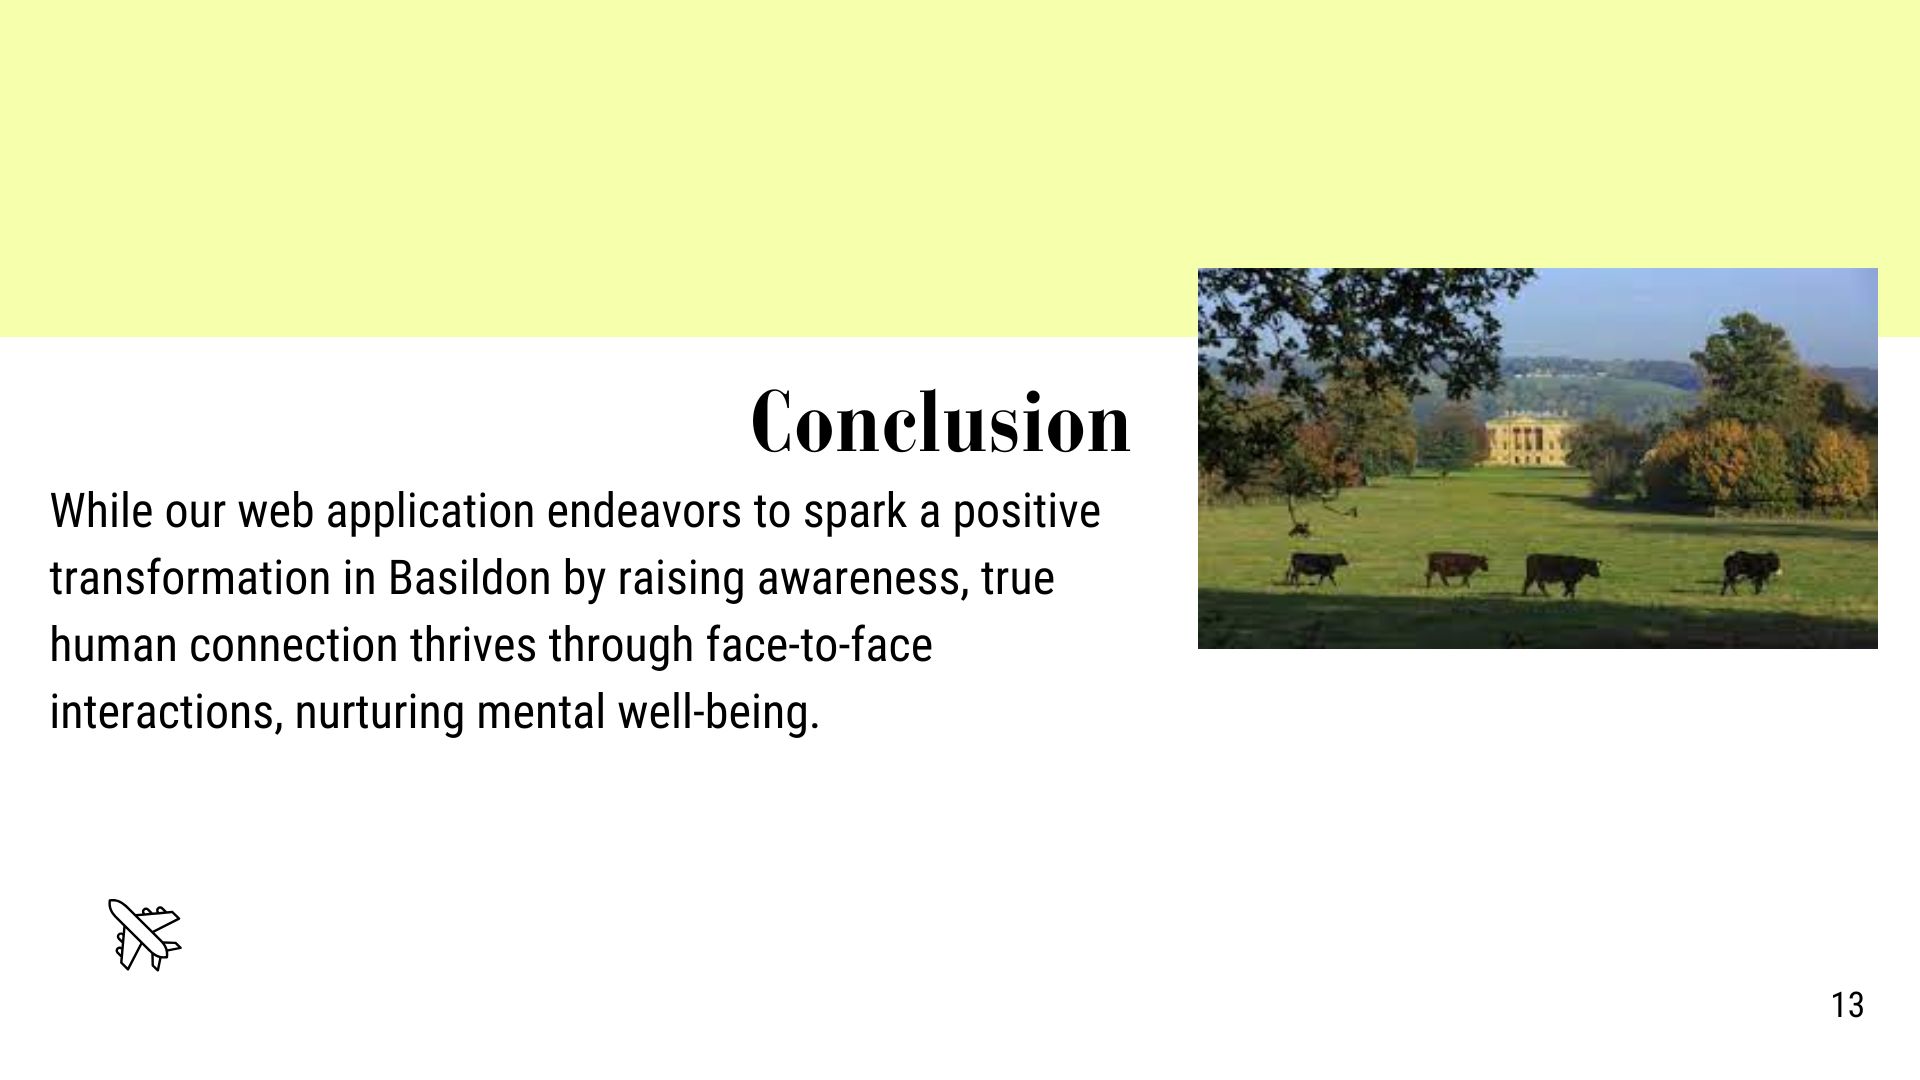 Conclusion
While our web application endeavors to spark a positive
transformation in Basildon by raising awareness, true
human connection thrives through face-to-face
interactions, nurturing mental well-being.
13